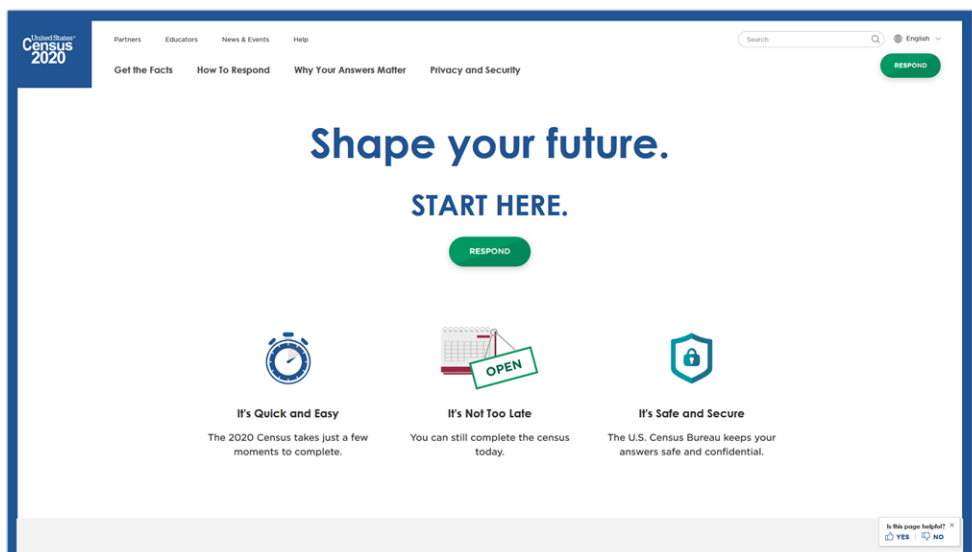 United States®
Census
2020
Partners Educators News & Events Help
Search
English
Get the Facts How To Respond Why Your Answers Matter Privacy and Security
RESPOND
Shape your future.
START HERE.
RESPOND
OPEN
It's Quick and Easy
The 2020 Census takes just a few
moments to complete.
It's Not Too Late
You can still complete the census
today.
It's Safe and Secure
The U.S. Census Bureau keeps your
answers safe and confidential.
Is this page helpful? ×
YES NO